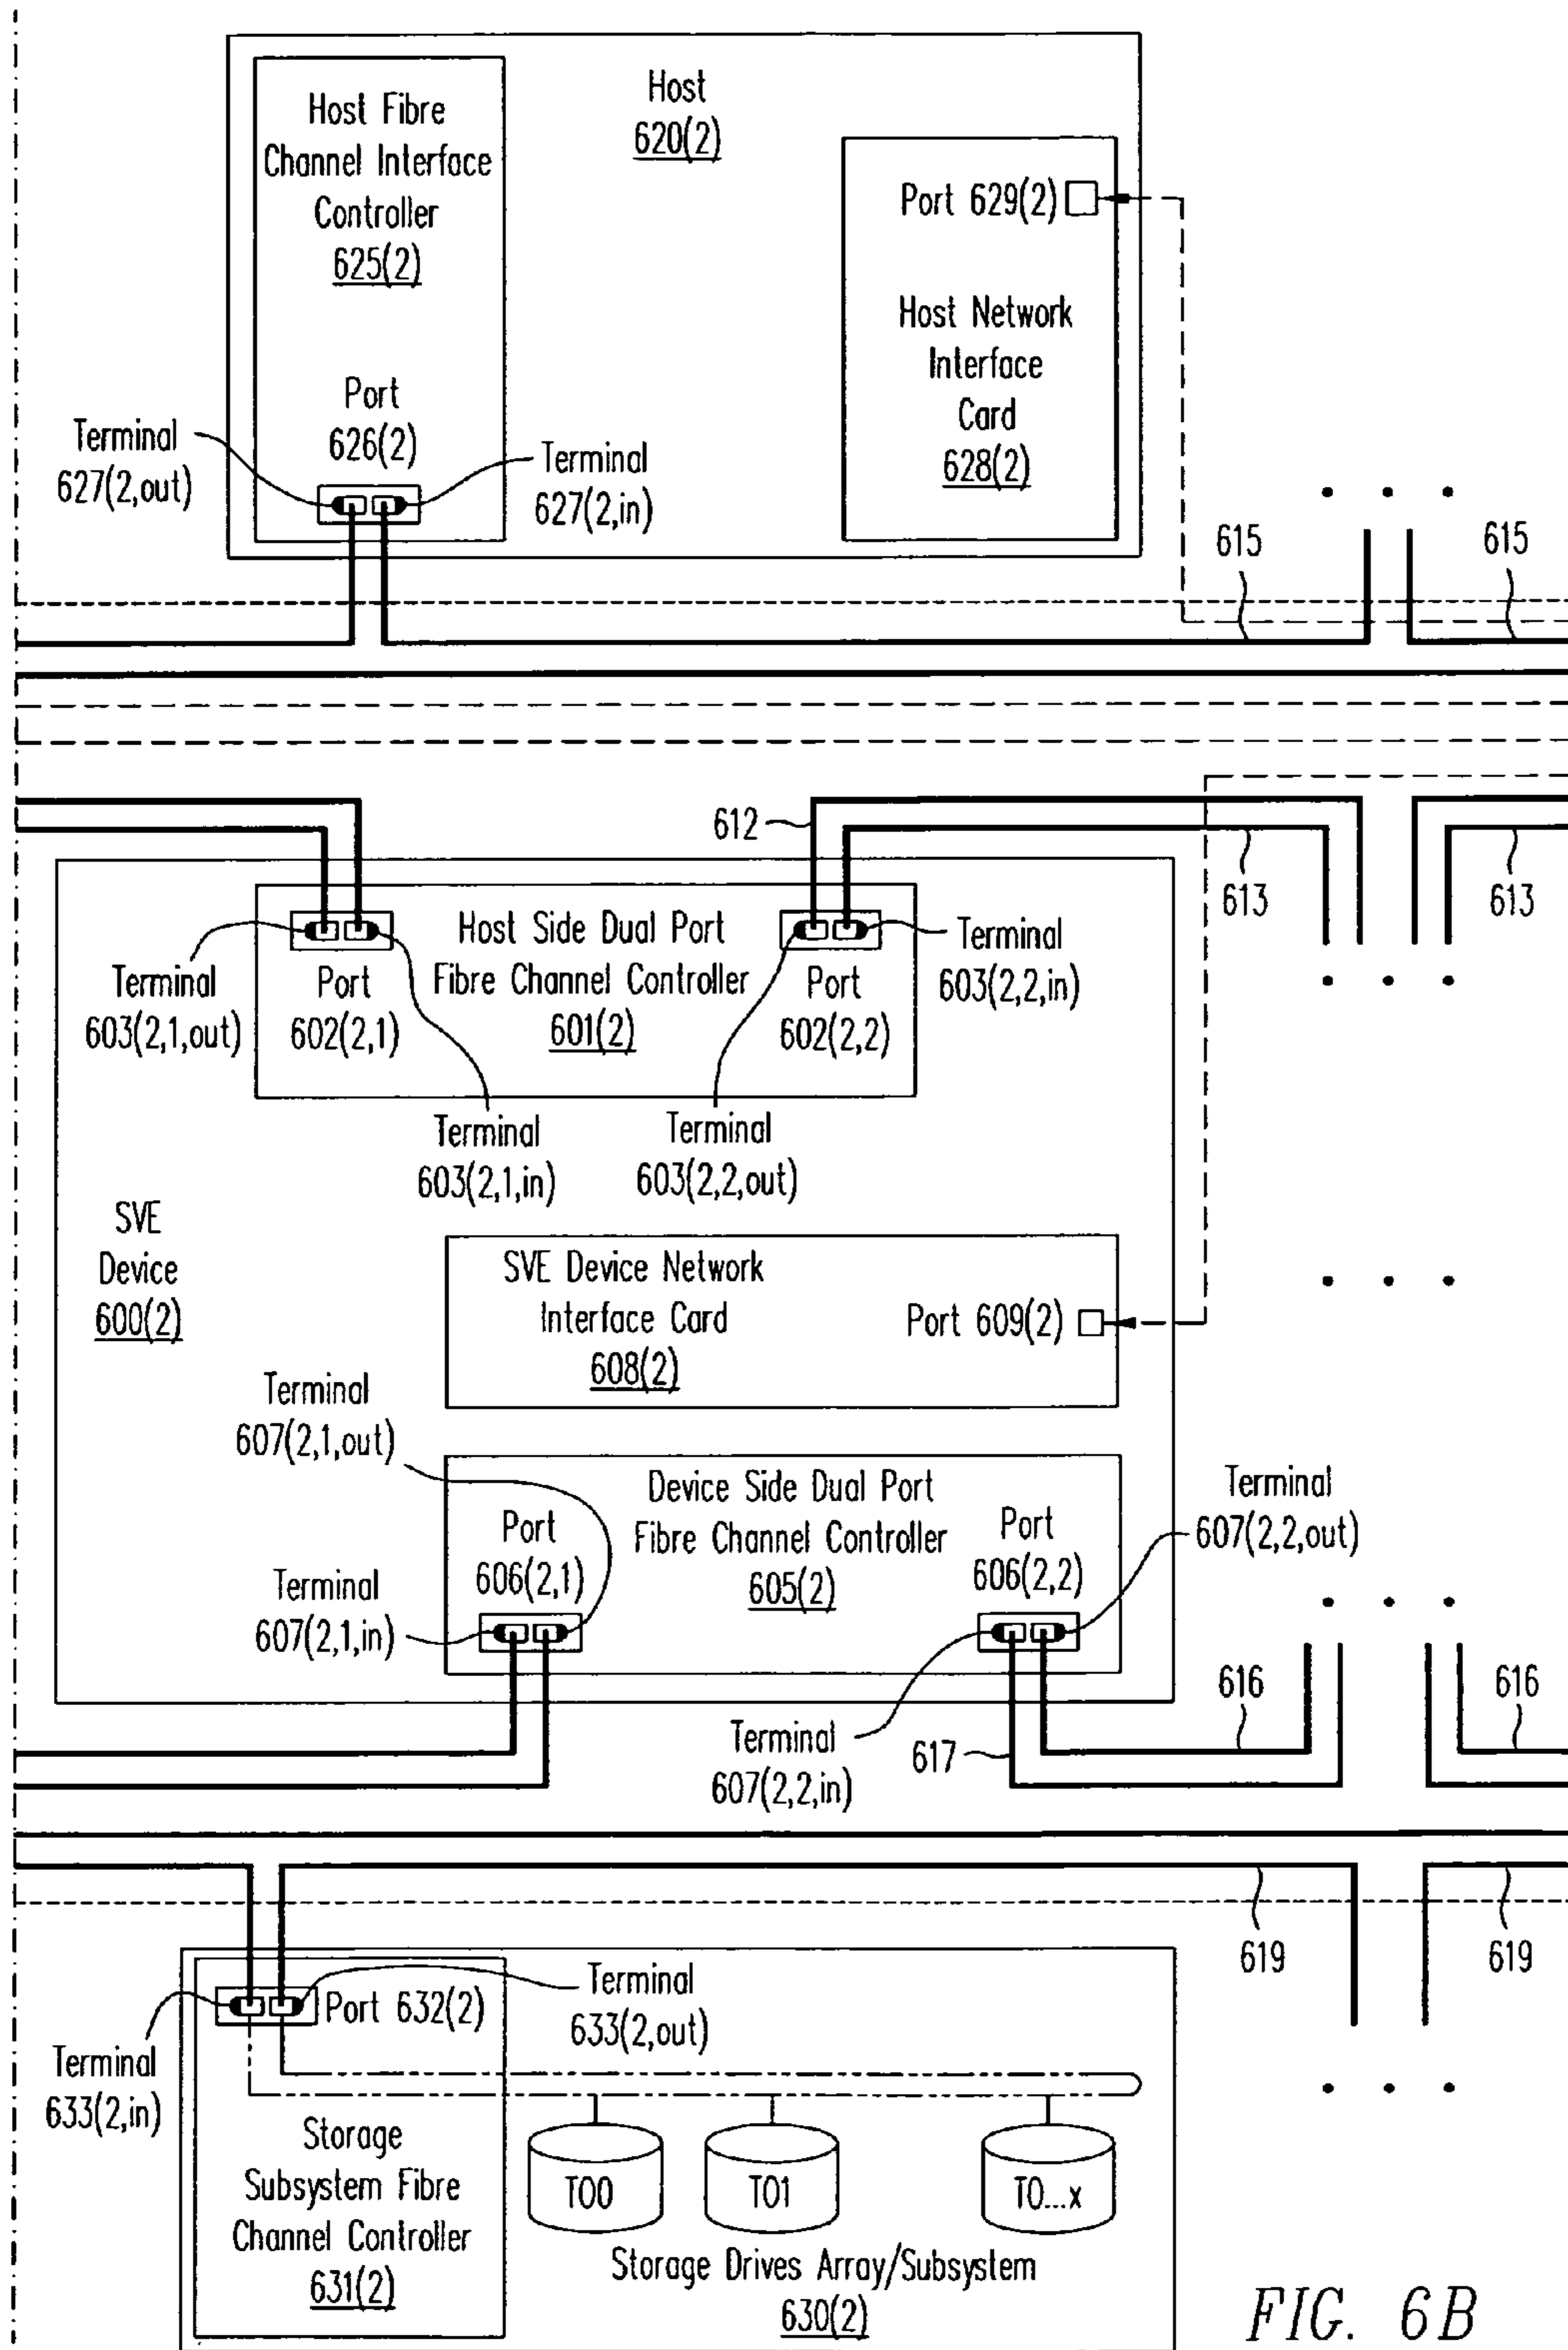 Host Fibre
Channel Interface
Controller
625(2)
Host
620(2)
Port 629(2)
Host Network
Interface
Card
628(2)
Port
626(2)
Terminal
627(2,out)
Terminal
627(2,in)
615
615
612
613
613
Host Side Dual Port
Fibre Channel Controller
601(2)
Terminal
603(2,1,out)
Port
602(2,1)
Port
602(2,2)
Terminal
603(2,2,in)
Terminal
603(2,1,in)
Terminal
603(2,2,out)
SVE
Device
600(2)
SVE Device Network
Interface Card
608(2)
Port 609(2)
Terminal
607(2,1,out)
Device Side Dual Port
Fibre Channel Controller
605(2)
Port
606(2,1)
Port
606(2,2)
Terminal
607(2,2,out)
Terminal
607(2,1,in)
Terminal
607(2,2,in)
617
616
616
619
619
Port 632(2)
Terminal
633(2,out)
Terminal
633(2,in)
Storage
Subsystem Fibre
Channel Controller
631(2)
T00
T01
T0...x
Storage Drives Array/Subsystem
630(2)
FIG. 6B